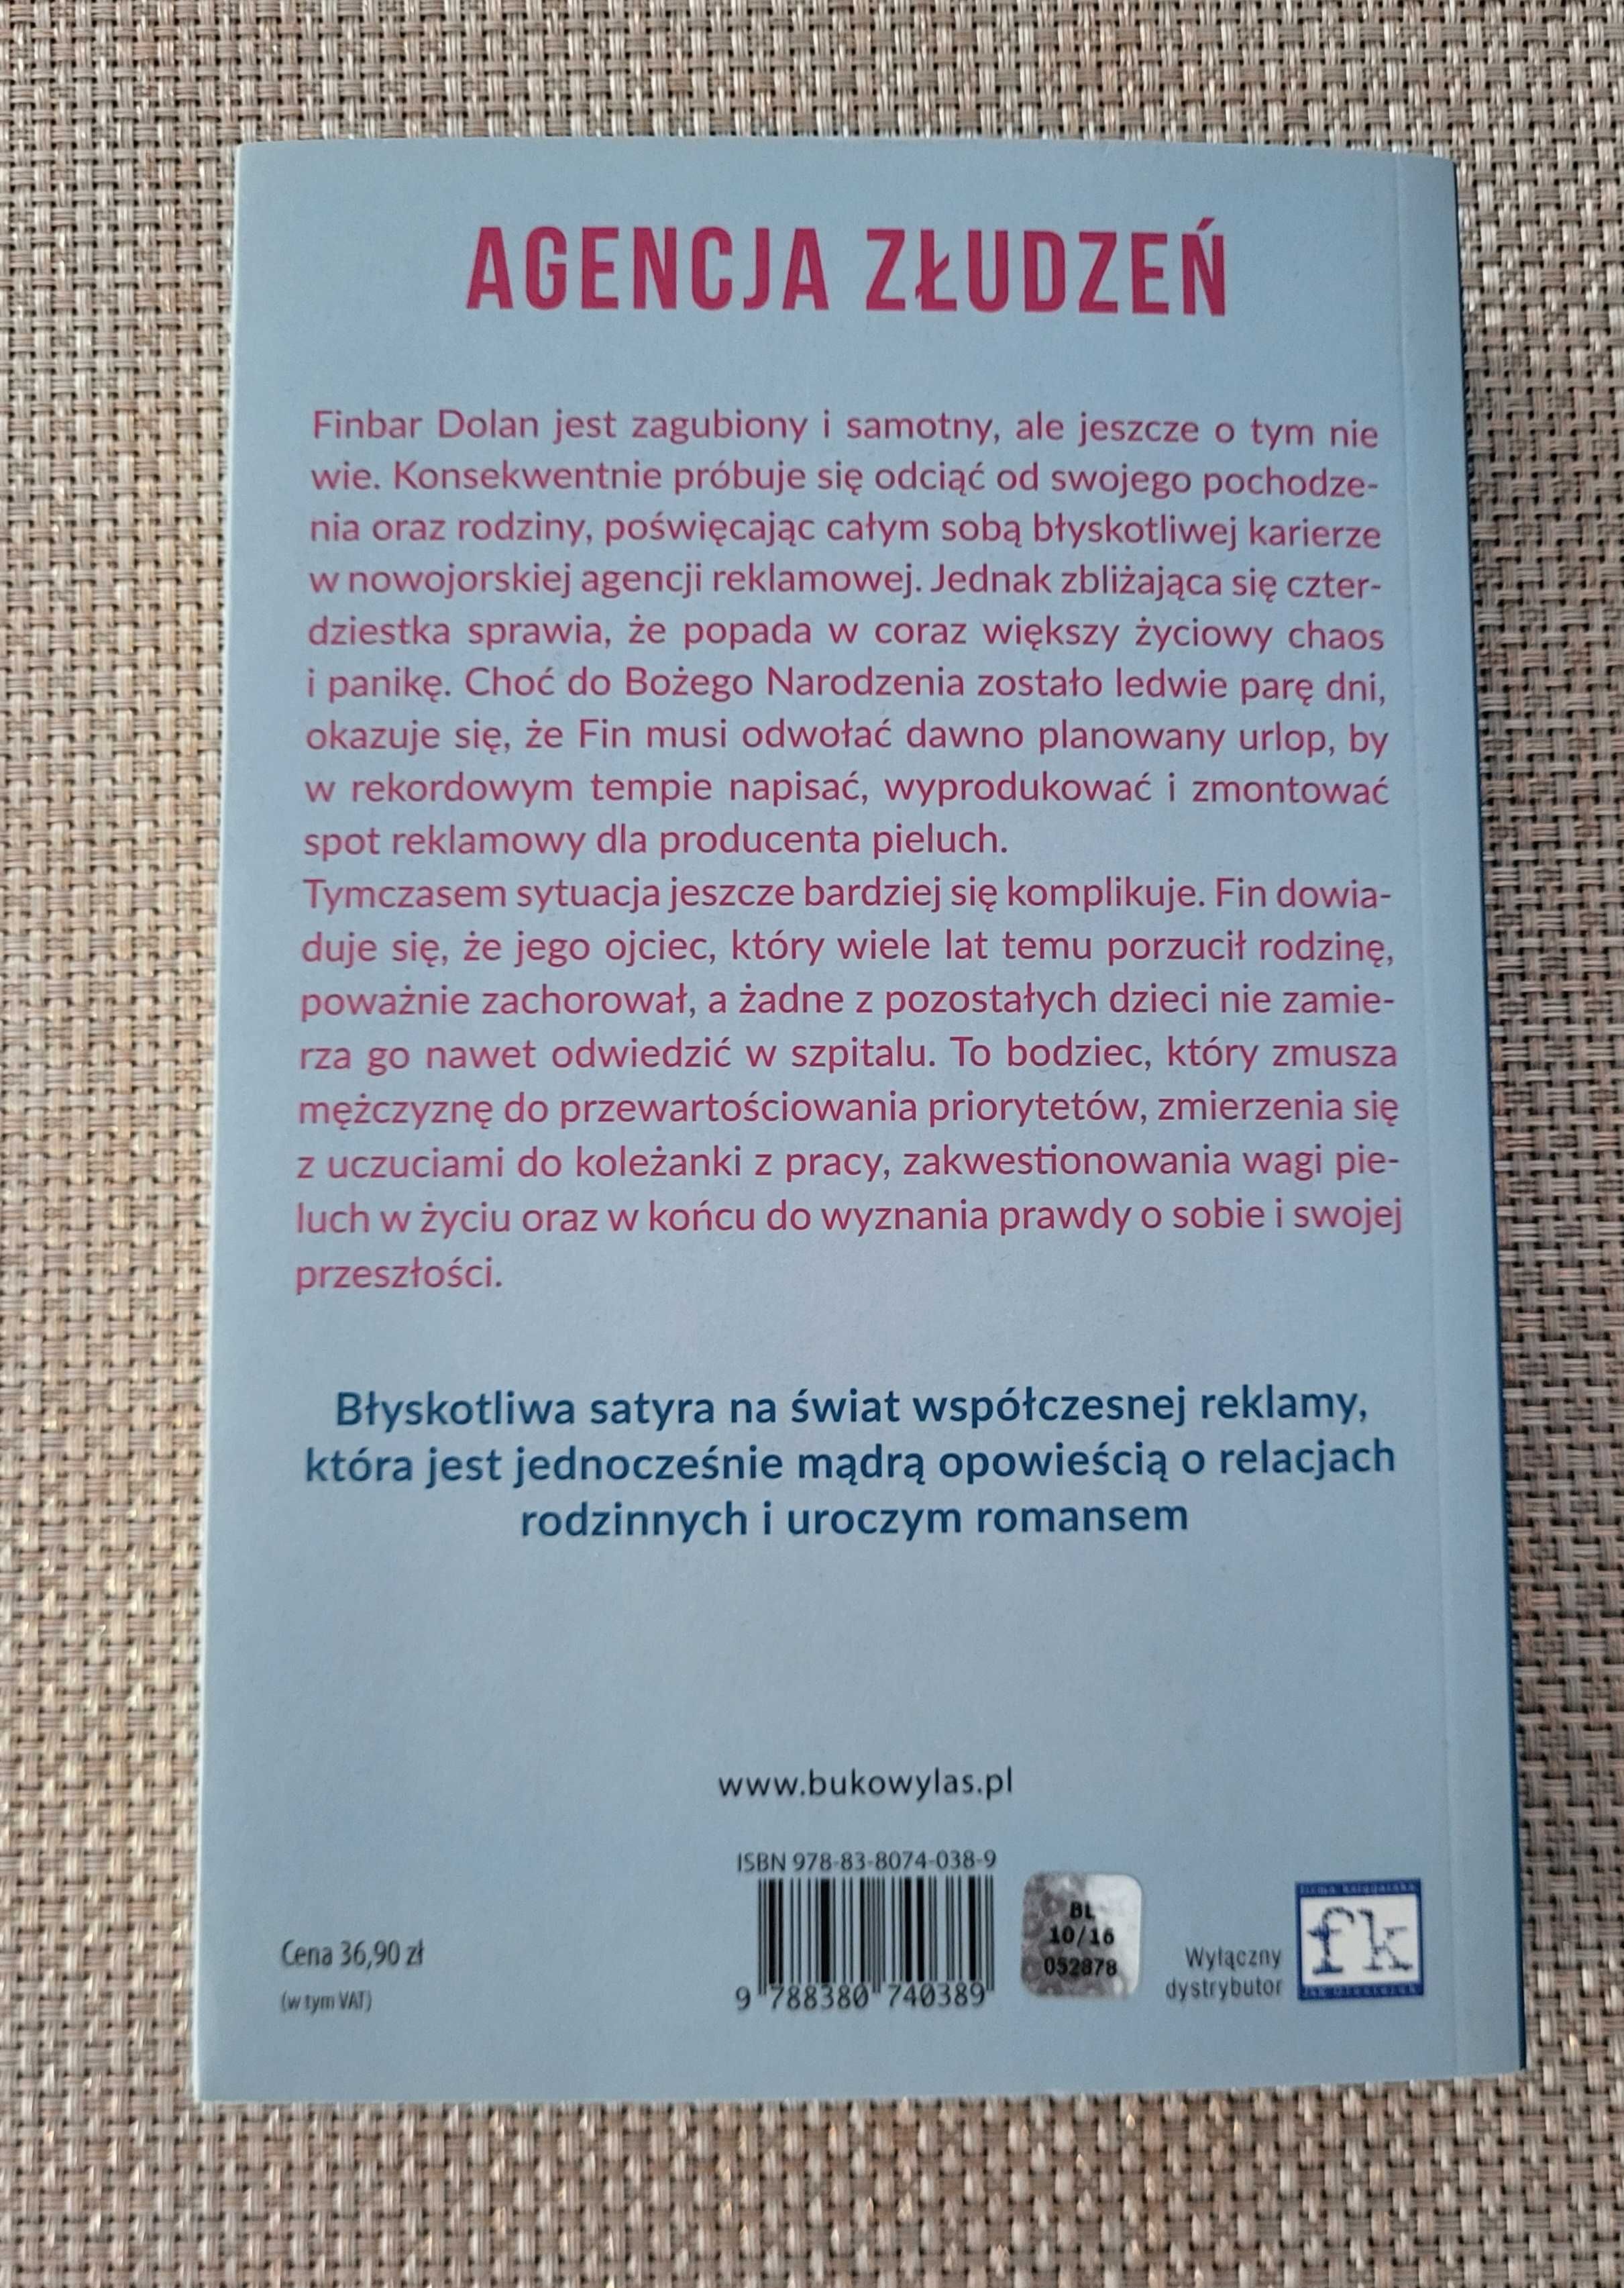 AGENCJA ZŁUDZEŃ
Finbar Dolan jest zagubiony i samotny, ale jeszcze o tym nie
wie. Konsekwentnie próbuje się odciąć od swojego pochodze-
nia oraz rodziny, poświęcając całym sobą błyskotliwej karierze
w nowojorskiej agencji reklamowej. Jednak zbliżająca się czter-
dziestka sprawia, że popada w coraz większy życiowy chaos
i panikę. Choć do Bożego Narodzenia zostało ledwie parę dni,
okazuje się, że Fin musi odwołać dawno planowany urlop, by
w rekordowym tempie napisać, wyprodukować i zmontować
spot reklamowy dla producenta pieluch.
Tymczasem sytuacja jeszcze bardziej się komplikuje. Fin dowia-
duje się, że jego ojciec, który wiele lat temu porzucił rodzinę,
poważnie zachorował, a żadne z pozostałych dzieci nie zamie-
rza go nawet odwiedzić w szpitalu. To bodziec, który zmusza
mężczyznę do przewartościowania priorytetów, zmierzenia się
z uczuciami do koleżanki z pracy, zakwestionowania wagi pie-
luch w życiu oraz w końcu do wyznania prawdy o sobie i swojej
przeszłości.
Błyskotliwa satyra na świat współczesnej reklamy,
która jest jednocześnie mądrą opowieścią o relacjach
rodzinnych i uroczym romansem
www.bukowylas.pl
ISBN 978-83-8074-038-9
9 788380 740389
Cena 36,90 zł
(w tym VAT)
BL
10/16
052878
Wyłączny
dystrybutor
firma księgarska
fk